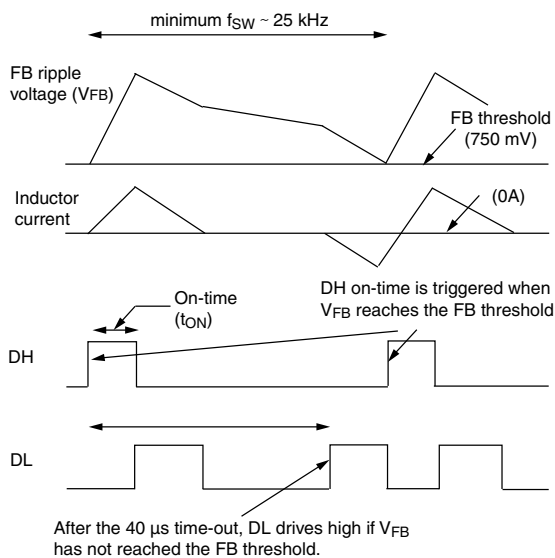 minimum fSW ~ 25 kHz
FB ripple
voltage (VFB)
FB threshold
(750 mV)
Inductor
current
(0A)
DH on-time is triggered when
VFB reaches the FB threshold
On-time
(tON)
DH
DL
After the 40 µs time-out, DL drives high if VFB
has not reached the FB threshold.